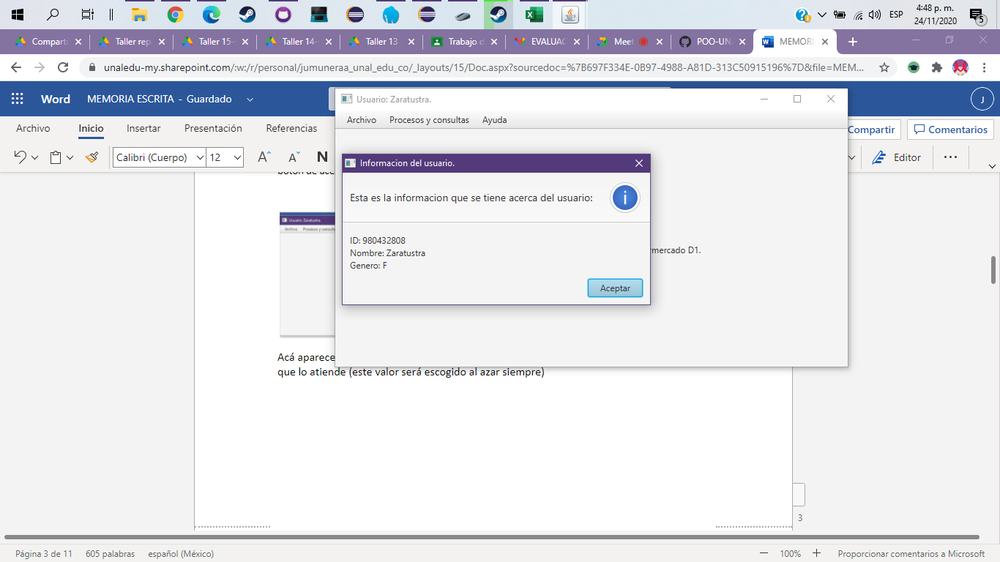 ESP
4:48 p. m.
24/11/2020
5
Comparti
Taller rep
Taller 15-
Taller 14-
Taller 13
Trabajo d
EVALUAC
Meet
POO-UN
MEMORI
unaledu-my.sharepoint.com/:w:/r/personal/jumuneraa_unal_edu_co/_layouts/15/Doc.aspx?sourcedoc=%7B697F334E-0B97-4988-A81D-313C50915196%7D&file=MEM...
Word MEMORIA ESCRITA - Guardado
J
Usuario: Zaratustra.
Archivo Procesos y consultas Ayuda
Archivo Inicio Insertar Presentación Referencias
Compartir Comentarios
Calibri (Cuerpo) 12 A A N
Editor ...
Informacion del usuario.
Esta es la informacion que se tiene acerca del usuario:
i
ID: 980432808
Nombre: Zaratustra
Genero: F
Aceptar
rmercado D1.
Usuario: Zaratustra.
Archivo Procesos y consulta
Acá aparece
que lo atiende (este valor será escogido al azar siempre)
3
Página 3 de 11 605 palabras español (México)
100% Proporcionar comentarios a Microsoft